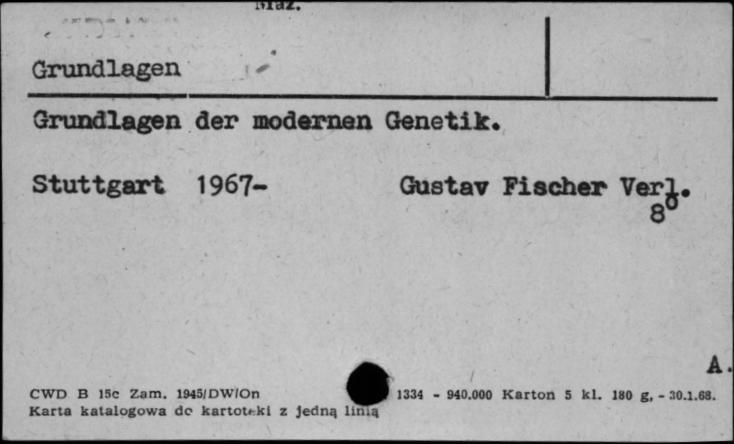 Grundlagen
Grundlagen der modernen Genetik.
Stuttgart 1967-
Gustav Fischer Verl.
8°
A.
CWD B 15c Zam. 1945/DW/On 1334 - 940.000 Karton 5 kl. 180 g, - 30.1.68.
Karta katalogowa do kartoteki z jedną linią